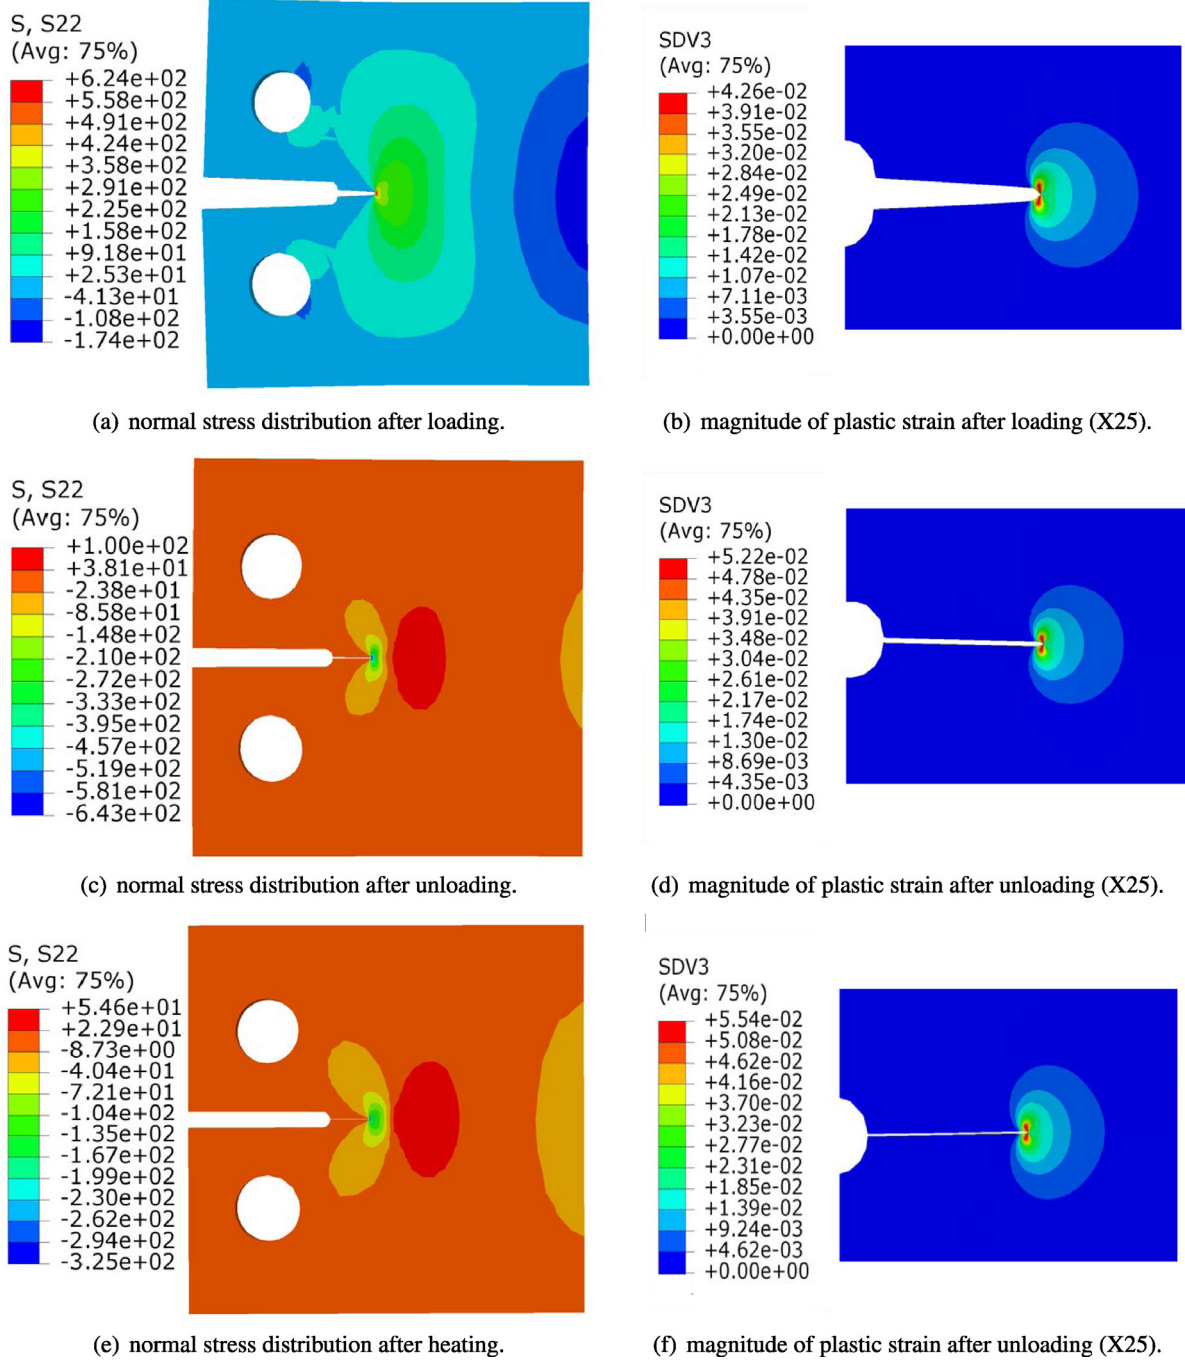 S, S22
(Avg: 75%)
+6.24e+02
+5.58e+02
+4.91e+02
+4.24e+02
+3.58e+02
+2.91e+02
+2.25e+02
+1.58e+02
+9.18e+01
+2.53e+01
-4.13e+01
-1.08e+02
-1.74e+02
SDV3
(Avg: 75%)
+4.26e-02
+3.91e-02
+3.55e-02
+3.20e-02
+2.84e-02
+2.49e-02
+2.13e-02
+1.78e-02
+1.42e-02
+1.07e-02
+7.11e-03
+3.55e-03
+0.00e+00
(a) normal stress distribution after loading.
(b) magnitude of plastic strain after loading (X25).
S, S22
(Avg: 75%)
+1.00e+02
+3.81e+01
-2.38e+01
-8.58e+01
-1.48e+02
-2.10e+02
-2.72e+02
-3.33e+02
-3.95e+02
-4.57e+02
-5.19e+02
-5.81e+02
-6.43e+02
SDV3
(Avg: 75%)
+5.22e-02
+4.78e-02
+4.35e-02
+3.91e-02
+3.48e-02
+3.04e-02
+2.61e-02
+2.17e-02
+1.74e-02
+1.30e-02
+8.69e-03
+4.35e-03
+0.00e+00
(c) normal stress distribution after unloading.
(d) magnitude of plastic strain after unloading (X25).
S, S22
(Avg: 75%)
+5.46e+01
+2.29e+01
-8.73e+00
-4.04e+01
-7.21e+01
-1.04e+02
-1.35e+02
-1.67e+02
-1.99e+02
-2.30e+02
-2.62e+02
-2.94e+02
-3.25e+02
SDV3
(Avg: 75%)
+5.54e-02
+5.08e-02
+4.62e-02
+4.16e-02
+3.70e-02
+3.23e-02
+2.77e-02
+2.31e-02
+1.85e-02
+1.39e-02
+9.24e-03
+4.62e-03
+0.00e+00
(e) normal stress distribution after heating.
(f) magnitude of plastic strain after unloading (X25).